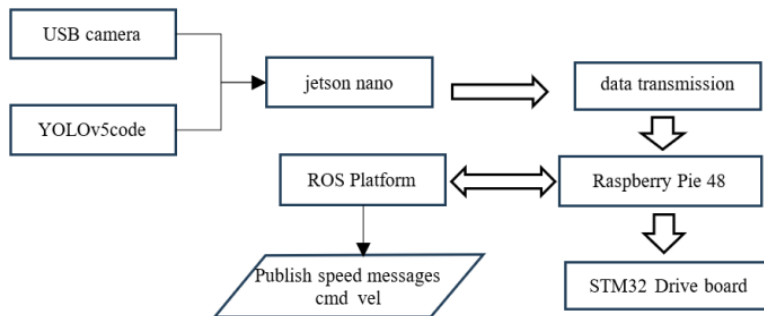 USB camera
jetson nano
data transmission
YOLOv5code
ROS Platform
Raspberry Pie 48
Publish speed messages
cmd vel
STM32 Drive board